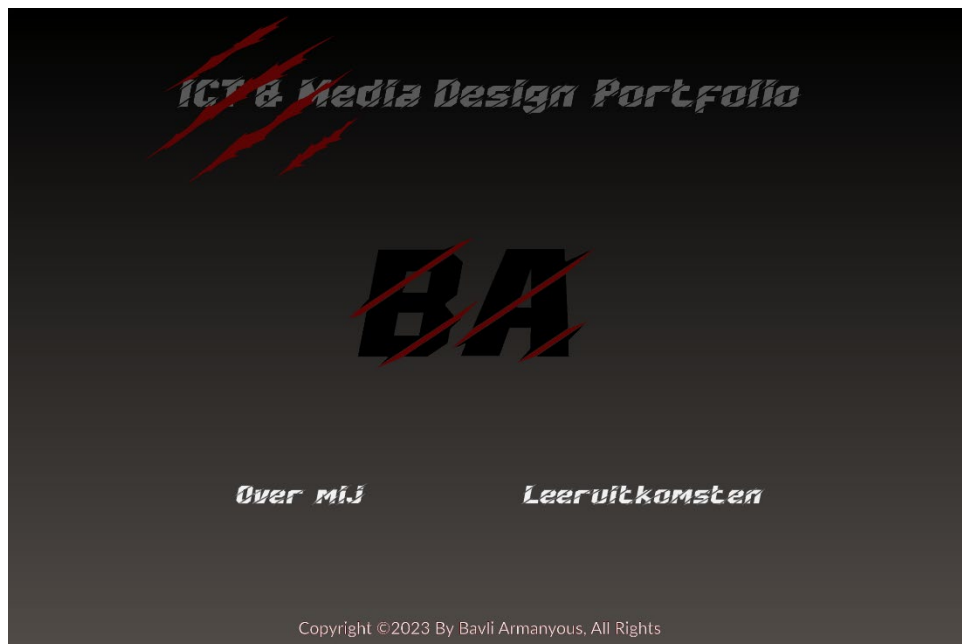 ICT & Media Design Portfolio
BA
Over mij
Leeruitkomsten
Copyright ©2023 By Bavli Armanyous, All Rights